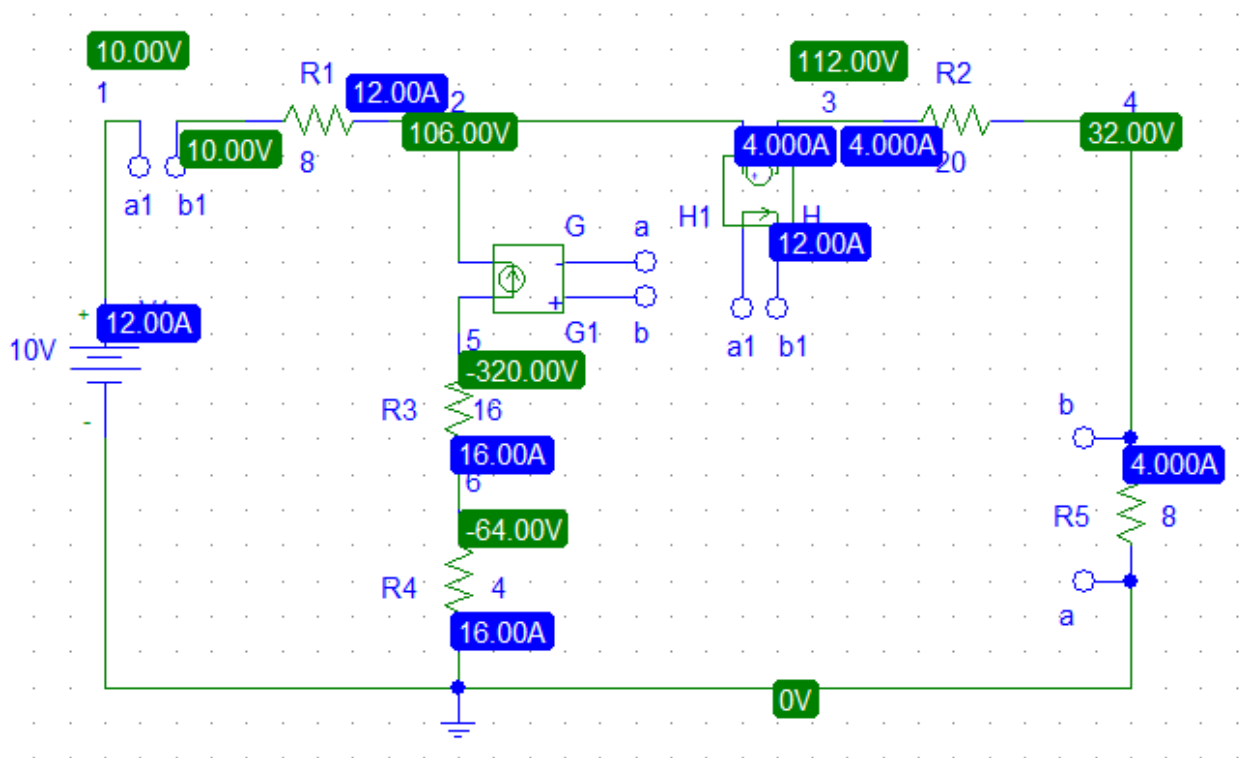 10.00V
112.00V
R1
R2
1
12.00A
2
3
4
10.00V
106.00V
4.000A
4.000A
32.00V
8
20
a1
b1
+
H1
H
G
a
12.00A
-
+
G1
b
a1
b1
+
12.00A
10V
-
5
-320.00V
R3
16
b
16.00A
4.000A
6
-64.00V
R5
8
R4
4
a
16.00A
0V